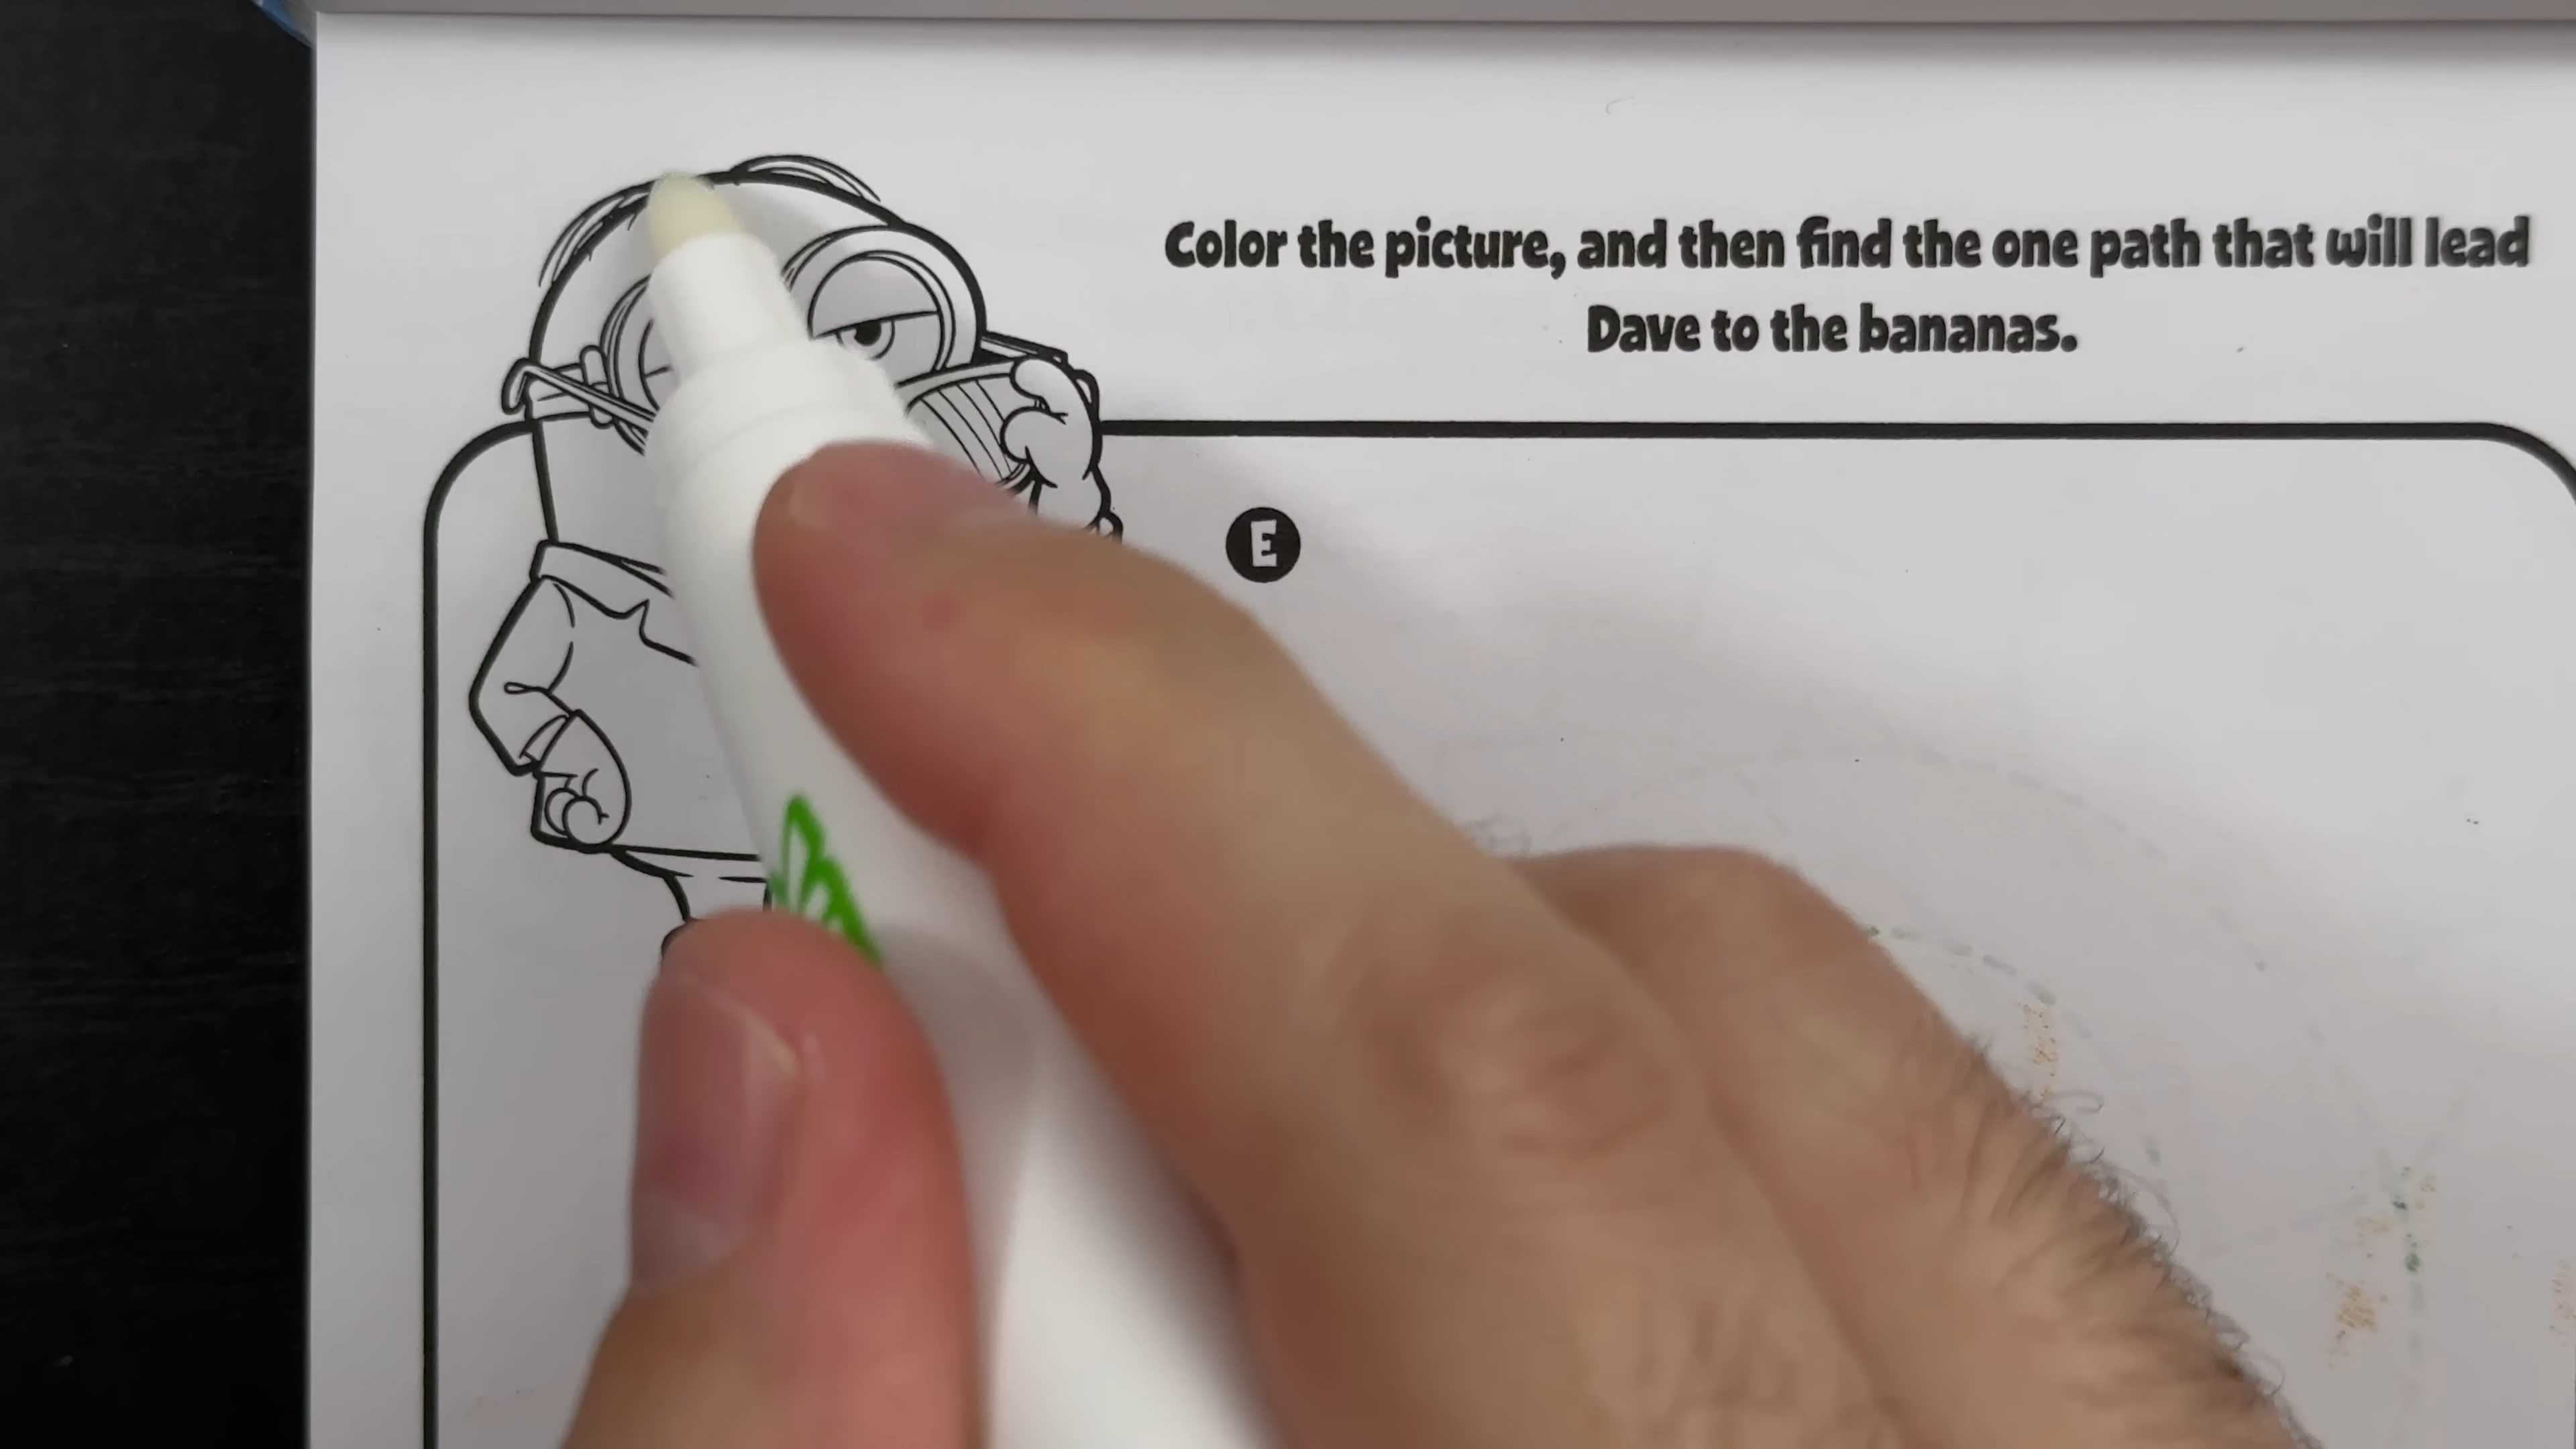 Color the picture, and then find the one path that will lead
Dave to the bananas.
E